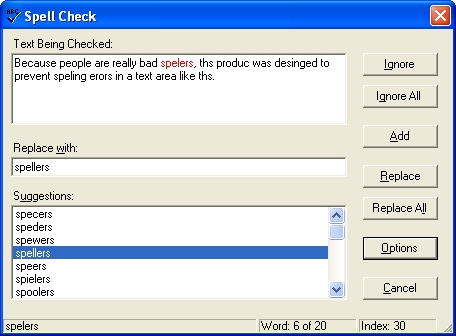 ABC
Spell Check
Text Being Checked:
Because people are really bad spelers, ths produc was desinged to
prevent speling erors in a text area like ths.
Replace with:
spellers
Suggestions:
specers
speders
spewers
spellers
speers
spielers
spoolers
Ignore
Ignore All
Add
Replace
Replace All
Options
Cancel
spelers
Word: 6 of 20
Index: 30